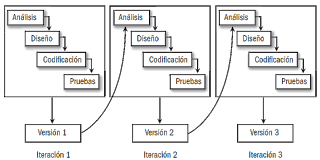 Análisis
Diseño
Codificación
Pruebas
Versión 1
Iteración 1
Análisis
Diseño
Codificación
Pruebas
Versión 2
Iteración 2
Análisis
Diseño
Codificación
Pruebas
Versión 3
Iteración 3